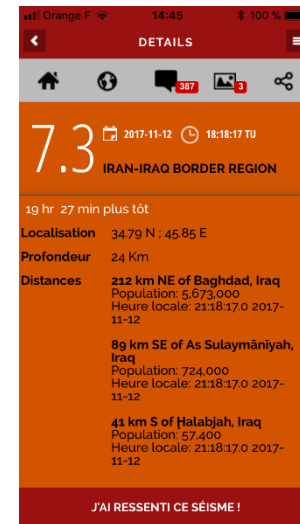 Orange F 14:45 100 %
DETAILS
387 3
7.3 2017-11-12 18:18:17 TU
IRAN-IRAQ BORDER REGION
19 hr 27 min plus tôt
Localisation 34.79 N ; 45.85 E
Profondeur 24 Km
Distances 212 km NE of Baghdad, Iraq
Population: 5,673,000
Heure locale: 21:18:17.0 2017-
11-12
89 km SE of As Sulaymānīyah,
Iraq
Population: 724,000
Heure locale: 21:18:17.0 2017-
11-12
41 km S of Ḩalabjah, Iraq
Population: 57,400
Heure locale: 21:18:17.0 2017-
11-12
J'AI RESSENTI CE SÉISME !